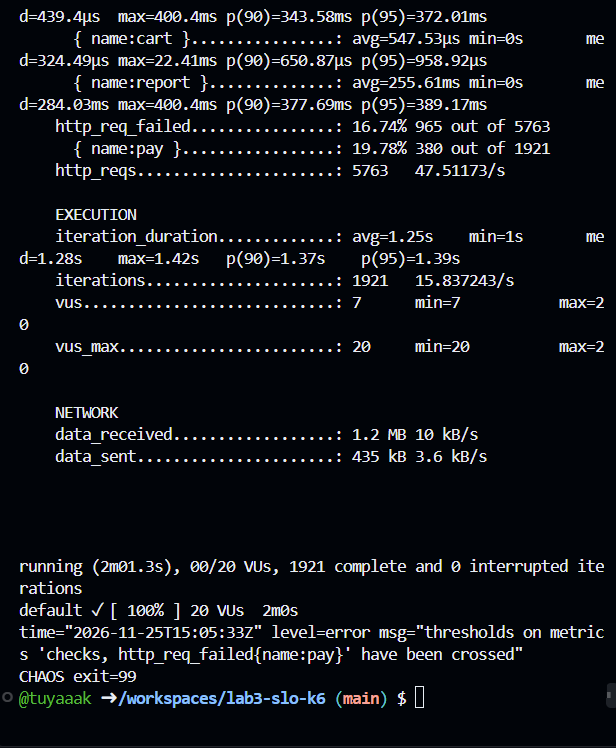 d=439.4µs max=400.4ms p(90)=343.58ms p(95)=372.01ms
{ name:cart }................: avg=547.53µs min=0s me
d=324.49µs max=22.41ms p(90)=650.87µs p(95)=958.92µs
{ name:report }..............: avg=255.61ms min=0s me
d=284.03ms max=400.4ms p(90)=377.69ms p(95)=389.17ms
http_req_failed................: 16.74% 965 out of 5763
{ name:pay }.................: 19.78% 380 out of 1921
http_reqs......................: 5763 47.51173/s
EXECUTION
iteration_duration.............: avg=1.25s min=1s me
d=1.28s max=1.42s p(90)=1.37s p(95)=1.39s
iterations.....................: 1921 15.837243/s
vus............................: 7 min=7 max=2
0
vus_max........................: 20 min=20 max=2
0
NETWORK
data_received..................: 1.2 MB 10 kB/s
data_sent......................: 435 kB 3.6 kB/s
running (2m01.3s), 00/20 VUs, 1921 complete and 0 interrupted ite
rations
default ✓ [ 100% ] 20 VUs 2m0s
time="2026-11-25T15:05:33Z" level=error msg="thresholds on metric
s 'checks, http_req_failed{name:pay}' have been crossed"
CHAOS exit=99
@tuyaaak ➜/workspaces/lab3-slo-k6 (main) $